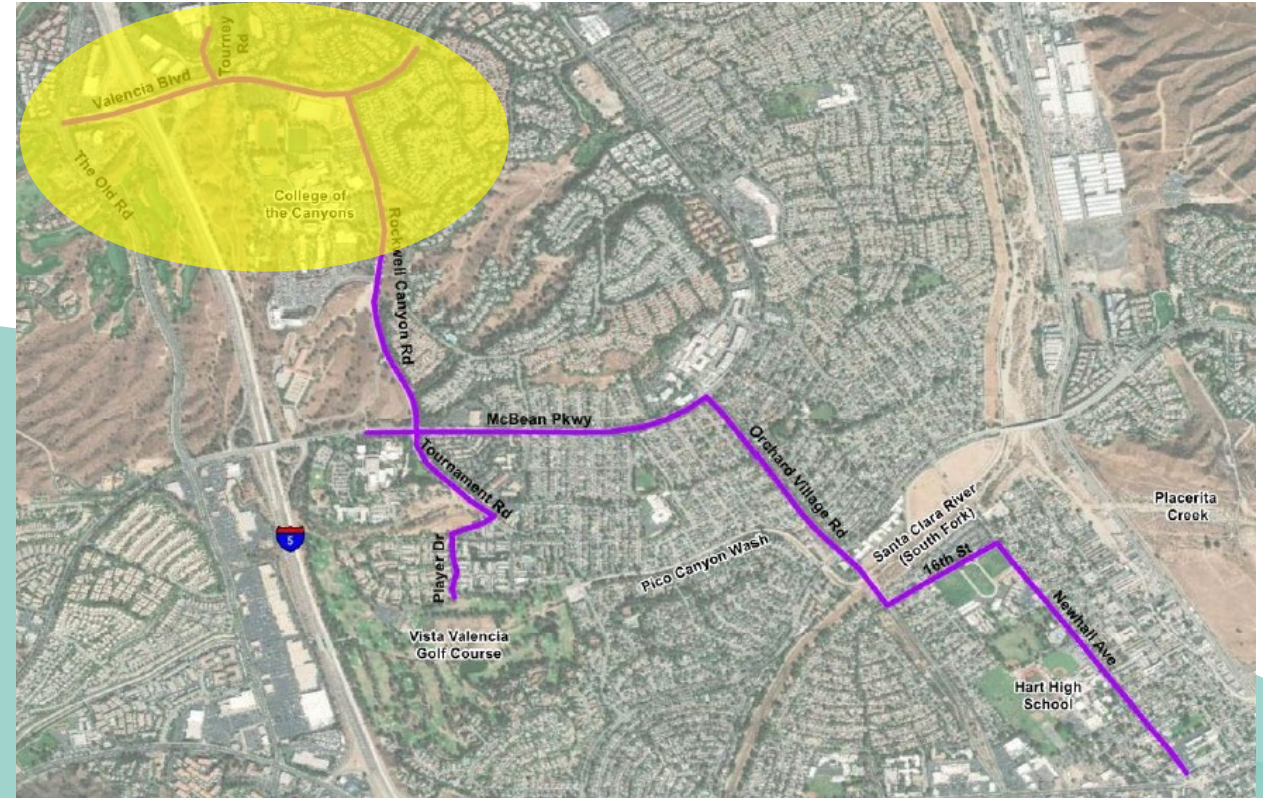 Tourney
Rd
Valencia Blvd
The Old Rd
College of
the Canyons
Rockwell Canyon Rd
McBean Pkwy
Tournament Rd
Orchard Village Rd
Santa Clara River
(South Fork)
Placerita
Creek
5
Player Dr
Pico Canyon Wash
16th St
Newhall Ave
Vista Valencia
Golf Course
Hart High
School